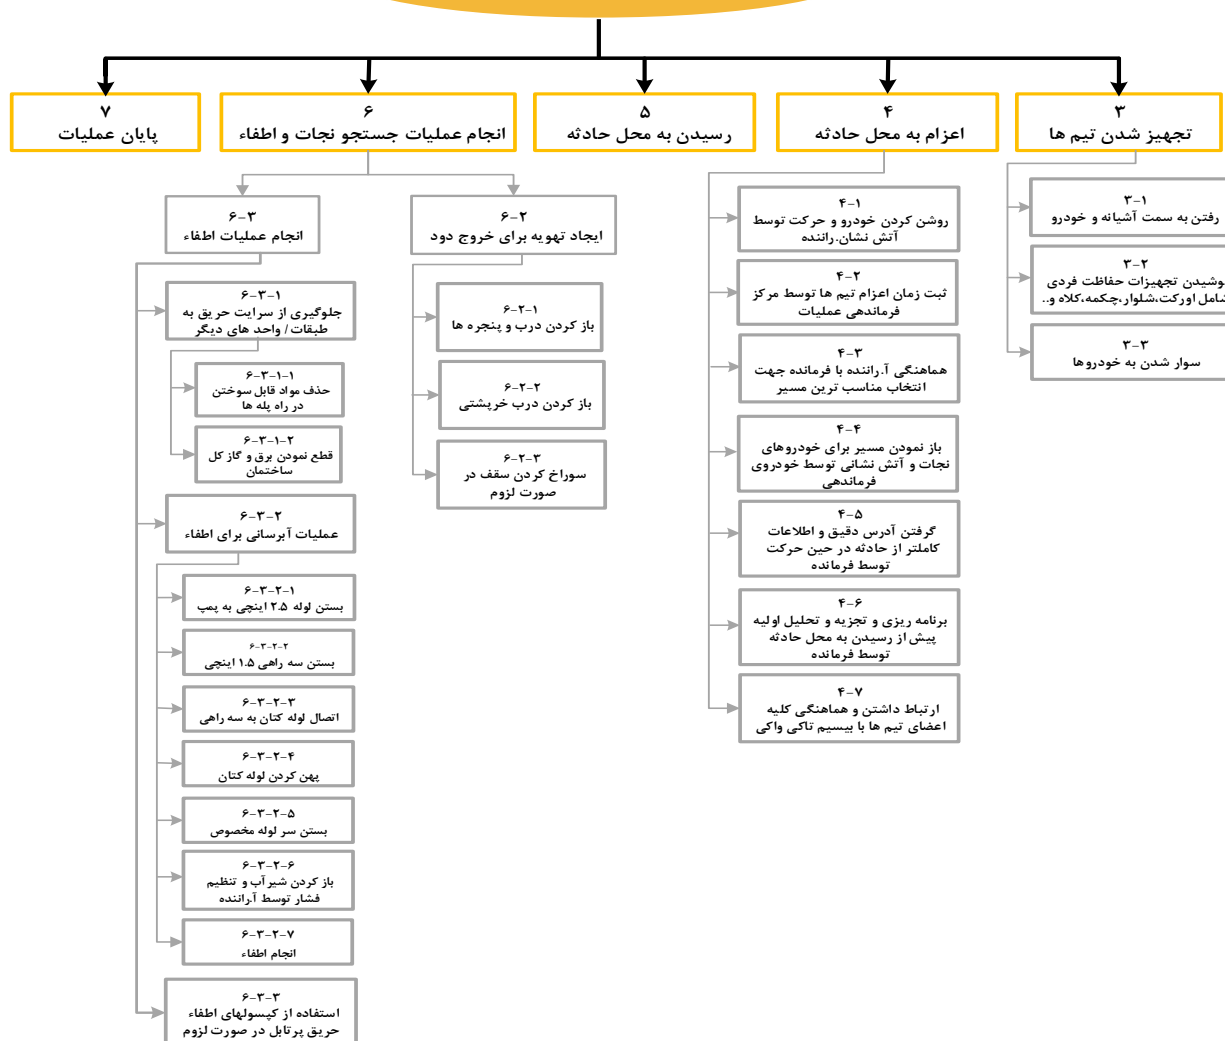 ۳
تجهیز شدن تیم ها
۳-۱
رفتن به سمت آشیانه و خودرو
۳-۲
پوشیدن تجهیزات حفاظت فردی
شامل اورکت،شلوار،چکمه،کلاه و..
۳-۳
سوار شدن به خودروها
۴
اعزام به محل حادثه
۴-۱
روشن کردن خودرو و حرکت توسط
آتش نشان.راننده
۴-۲
ثبت زمان اعزام تیم ها توسط مرکز
فرماندهی عملیات
۴-۳
هماهنگی آ.راننده با فرمانده جهت
انتخاب مناسب ترین مسیر
۴-۴
باز نمودن مسیر برای خودروهای
نجات و آتش نشانی توسط خودروی
فرماندهی
۴-۵
گرفتن آدرس دقیق و اطلاعات
کاملتر از حادثه در حین حرکت
توسط فرمانده
۴-۶
برنامه ریزی و تجزیه و تحلیل اولیه
پیش از رسیدن به محل حادثه
توسط فرمانده
۴-۷
ارتباط داشتن و هماهنگی کلیه
اعضای تیم ها با بیسیم تاکی واکی
۵
رسیدن به محل حادثه
۶
انجام عملیات جستجو نجات و اطفاء
۶-۲
ایجاد تهویه برای خروج دود
۶-۲-۱
باز کردن درب و پنجره ها
۶-۲-۲
باز کردن درب خرپشتی
۶-۲-۳
سوراخ کردن سقف در
صورت لزوم
۶-۳
انجام عملیات اطفاء
۶-۳-۱
جلوگیری از سرایت حریق به
طبقات / واحد های دیگر
۶-۳-۱-۱
حذف مواد قابل سوختن
در راه پله ها
۶-۳-۱-۲
قطع نمودن برق و گاز کل
ساختمان
۶-۳-۲
عملیات آبرسانی برای اطفاء
۶-۳-۲-۱
بستن لوله ۲.۵ اینچی به پمپ
۶-۳-۲-۲
بستن سه راهی ۱.۵ اینچی
۶-۳-۲-۳
اتصال لوله کتان به سه راهی
۶-۳-۲-۴
پهن کردن لوله کتان
۶-۳-۲-۵
بستن سر لوله مخصوص
۶-۳-۲-۶
باز کردن شیر آب و تنظیم
فشار توسط آ.راننده
۶-۳-۲-۷
انجام اطفاء
۶-۳-۳
استفاده از کپسولهای اطفاء
حریق پرتابل در صورت لزوم
۷
پایان عملیات